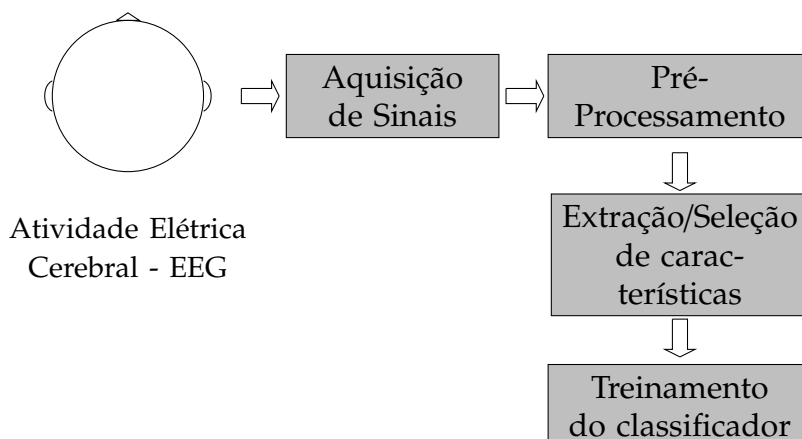 Aquisição
de Sinais
Pré-
Processamento
Atividade Elétrica
Cerebral - EEG
Extração/Seleção
de carac-
terísticas
Treinamento
do classificador